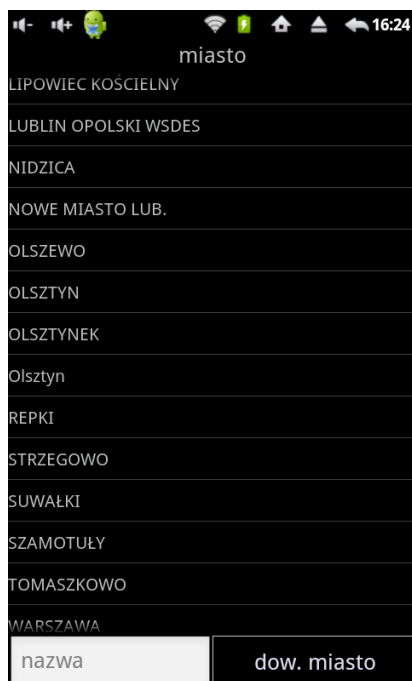 16:24
miasto
LIPOWIEC KOŚCIELNY
LUBLIN OPOLSKI WSDES
NIDZICA
NOWE MIASTO LUB.
OLSZEWO
OLSZTYN
OLSZTYNEK
Olsztyn
REPKI
STRZEGOWO
SUWAŁKI
SZAMOTUŁY
TOMASZKOWO
WARSZAWA
nazwa
dow. miasto